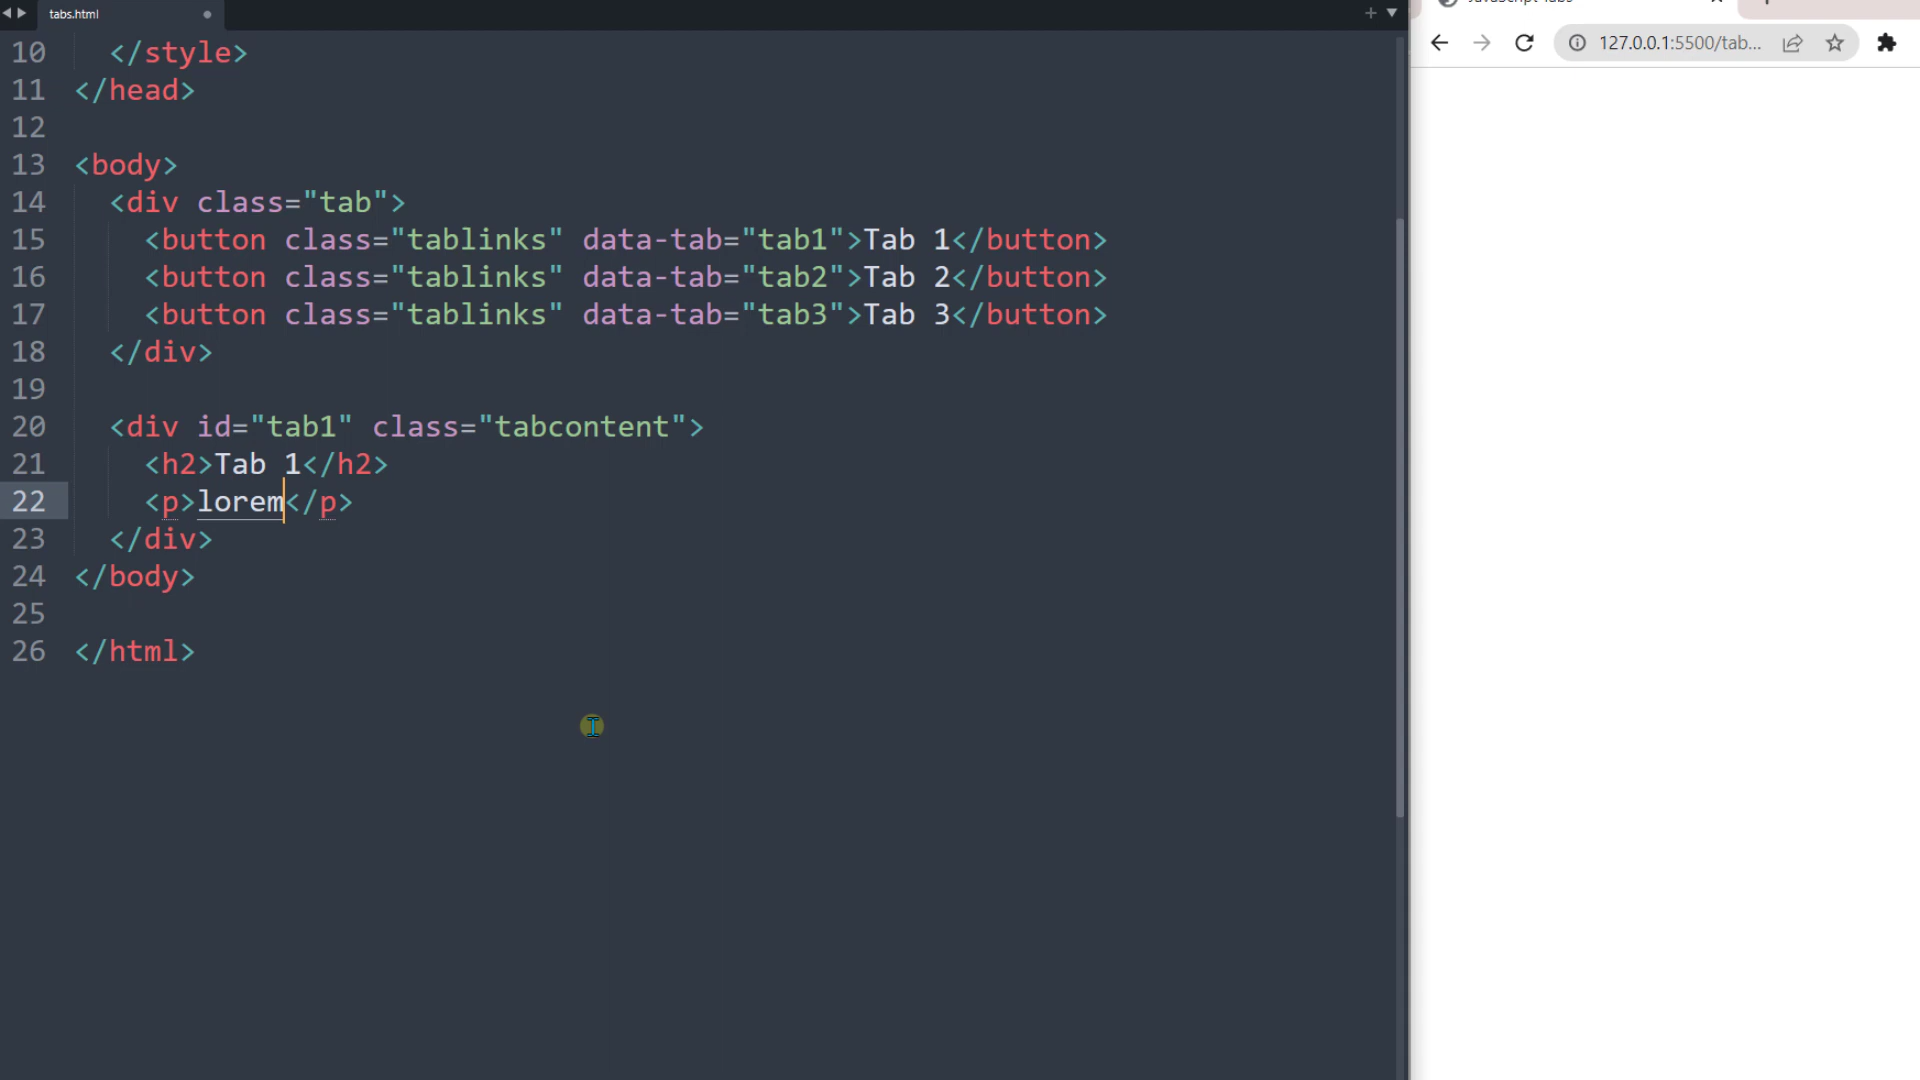 tabs.html
10 </style>
11 </head>
12
13 <body>
14 <div class="tab">
15 <button class="tablinks" data-tab="tab1">Tab 1</button>
16 <button class="tablinks" data-tab="tab2">Tab 2</button>
17 <button class="tablinks" data-tab="tab3">Tab 3</button>
18 </div>
19
20 <div id="tab1" class="tabcontent">
21 <h2>Tab 1</h2>
22 <p>lorem</p>
23 </div>
24 </body>
25
26 </html>
JavaScript Tabs
127.0.0.1:5500/tab...